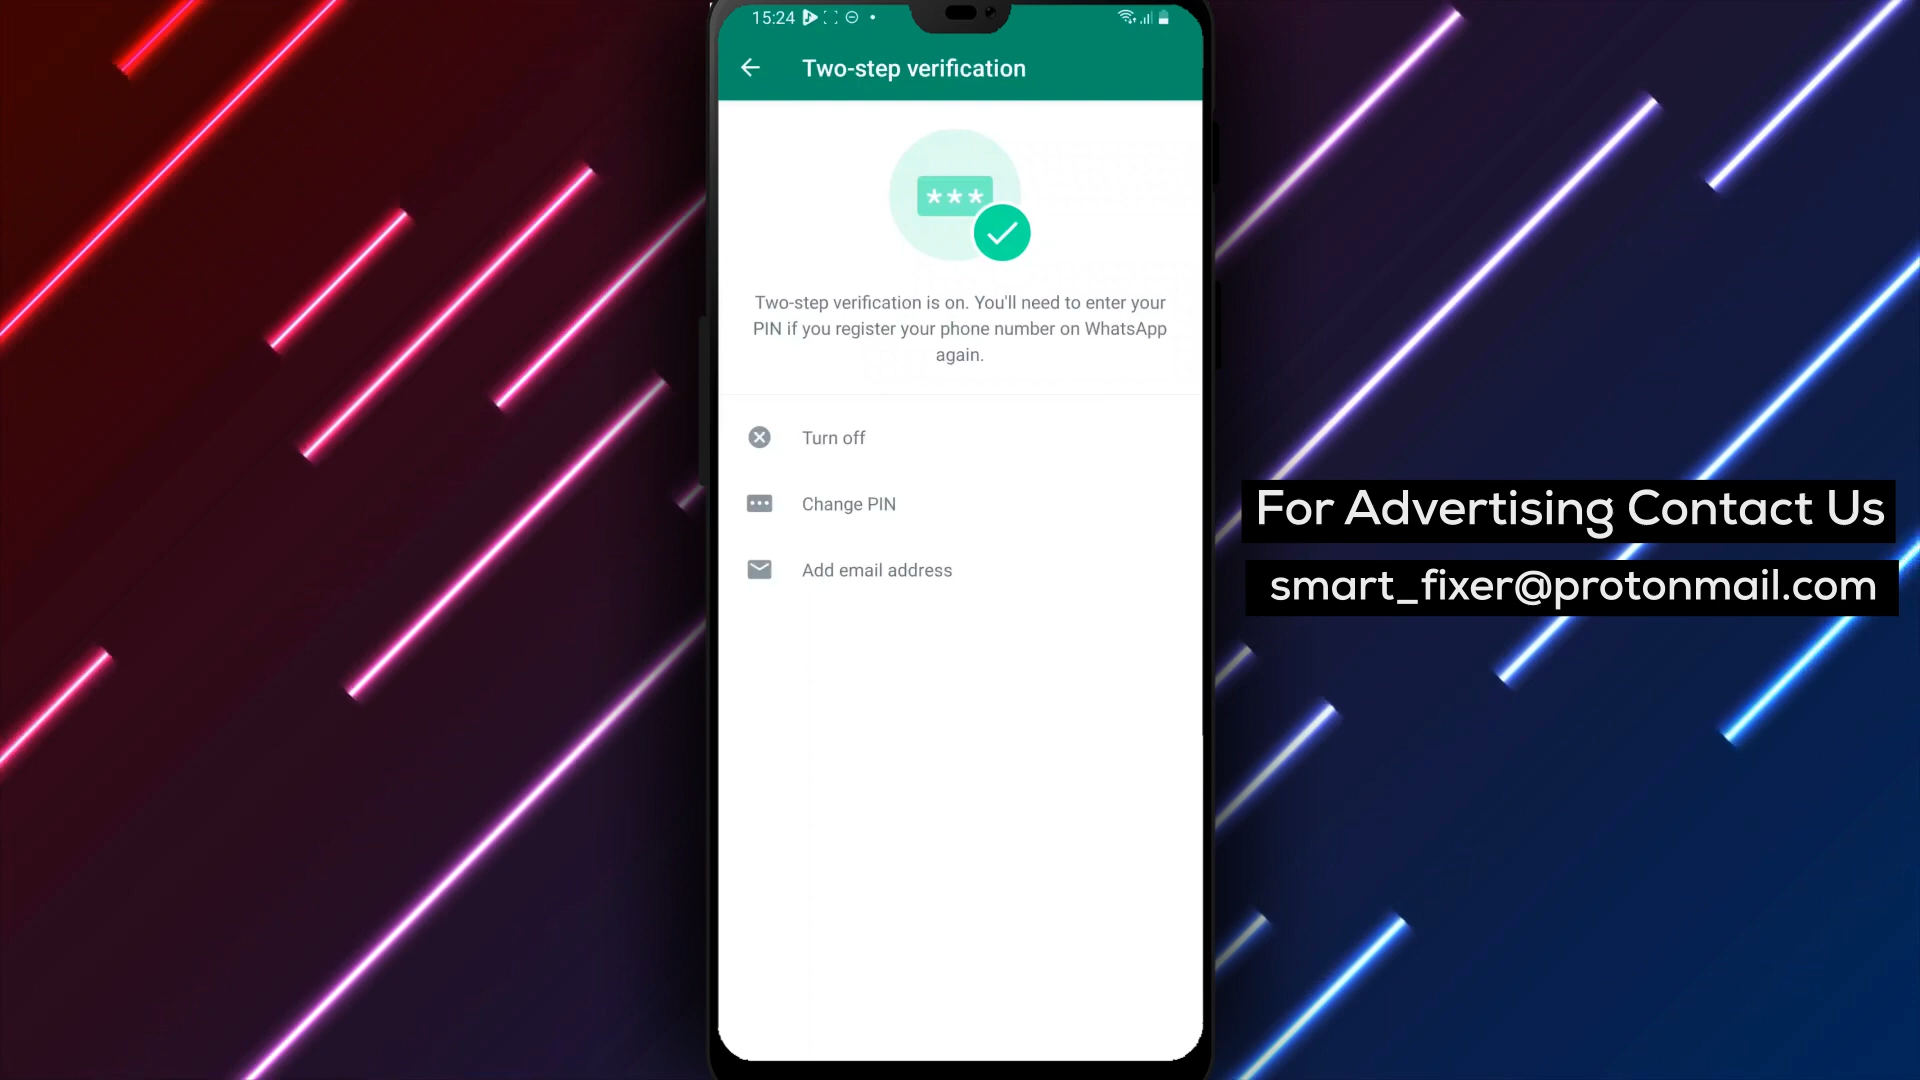 15:24
Two-step verification
***
Two-step verification is on. You'll need to enter your
PIN if you register your phone number on WhatsApp
again.
Turn off
Change PIN
Add email address
For Advertising Contact Us
smart_fixer@protonmail.com